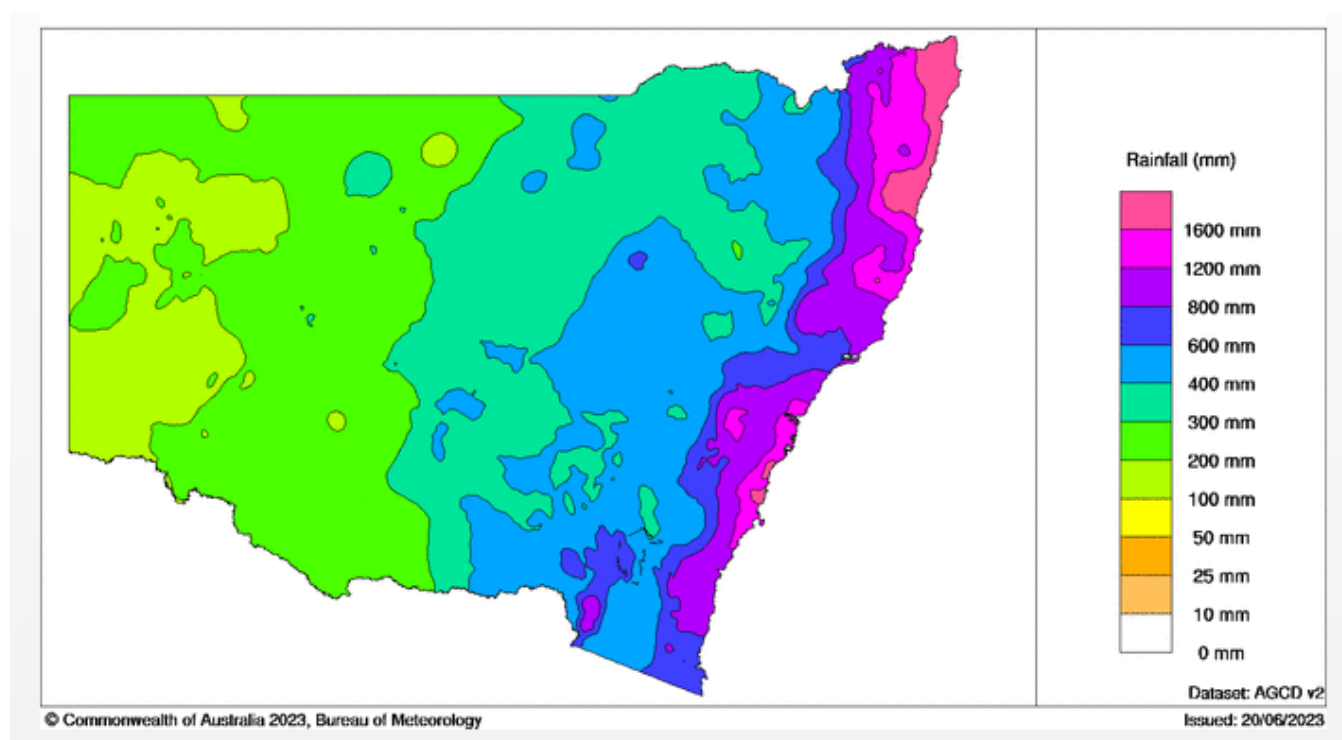 Rainfall (mm)
1600 mm
1200 mm
800 mm
600 mm
400 mm
300 mm
200 mm
100 mm
50 mm
25 mm
10 mm
0 mm
Dataset: AGCD v2
© Commonwealth of Australia 2023, Bureau of Meteorology
Issued: 20/06/2023